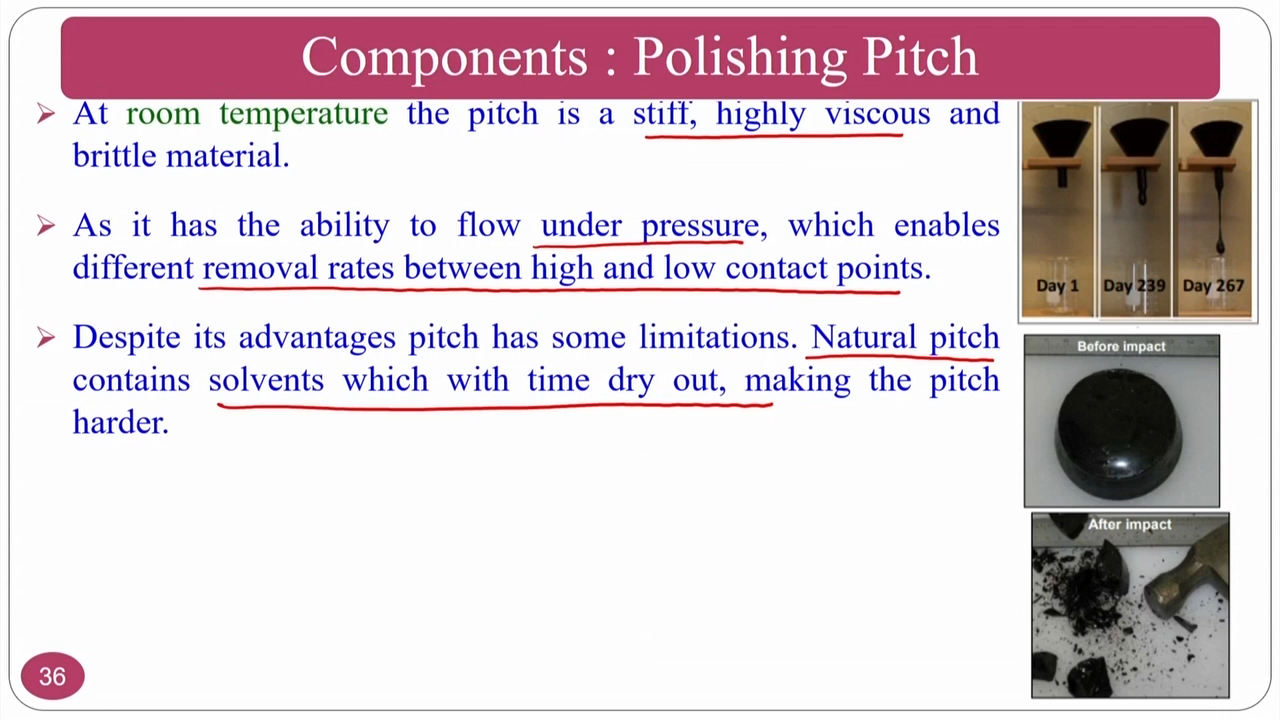 Components : Polishing Pitch
At room temperature the pitch is a stiff, highly viscous and
brittle material.
As it has the ability to flow under pressure, which enables
different removal rates between high and low contact points.
Despite its advantages pitch has some limitations. Natural pitch
contains solvents which with time dry out, making the pitch
harder.
Day 1
Day 239
Day 267
Before impact
After impact
36